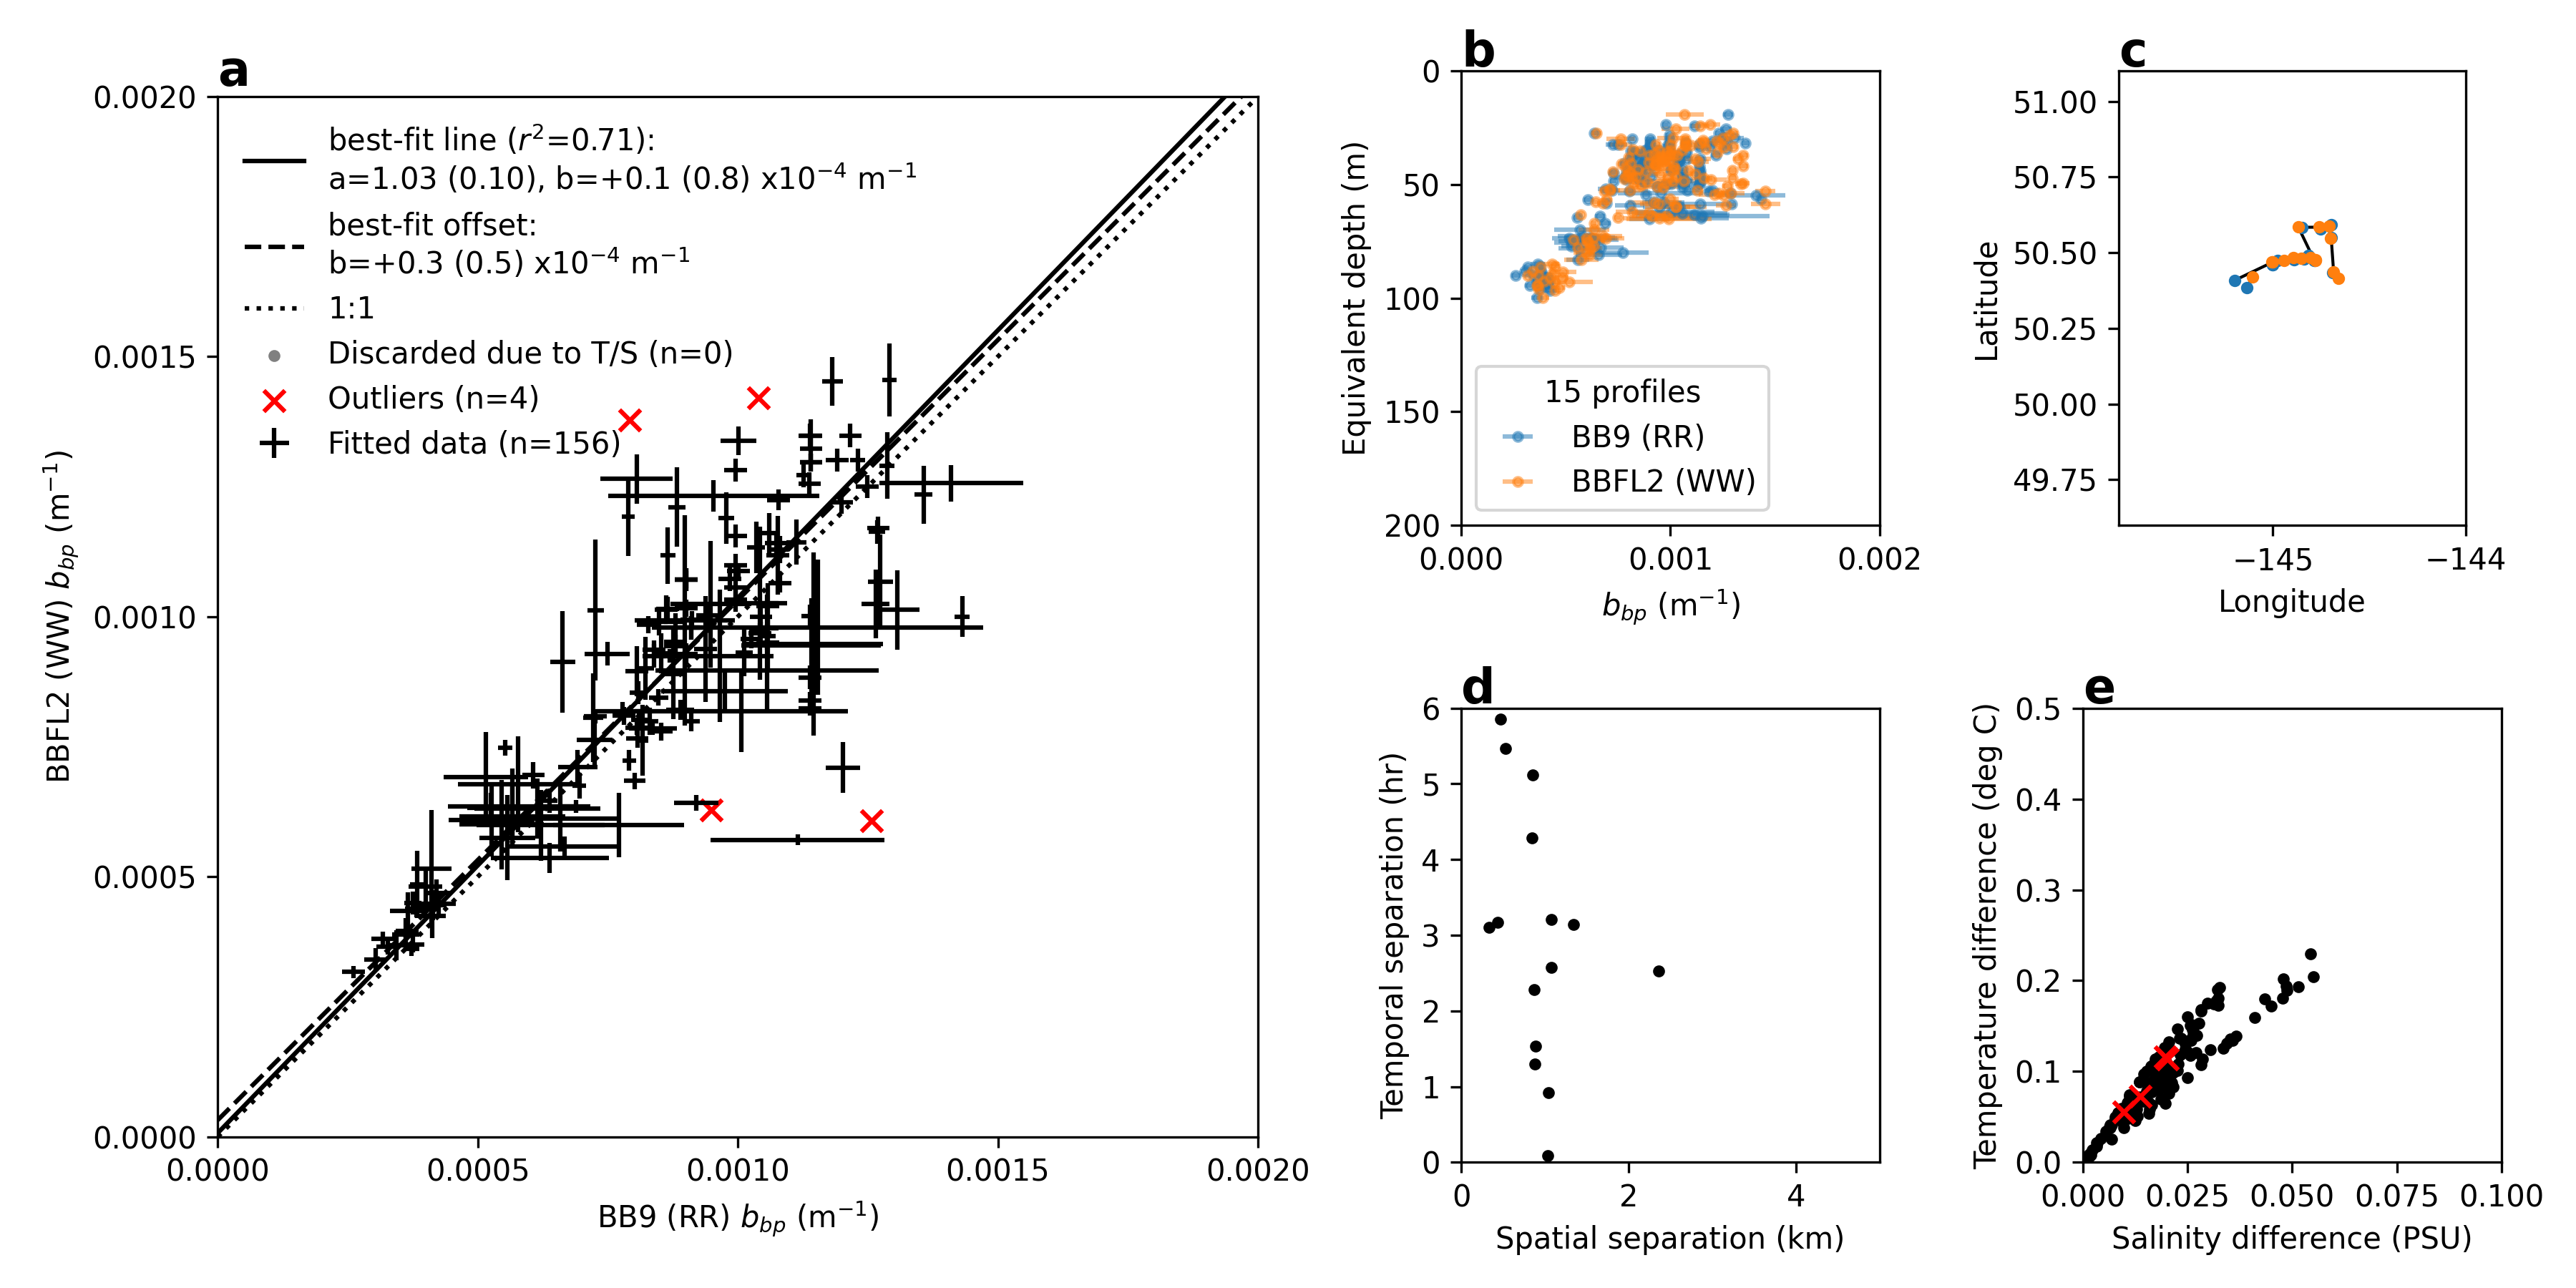 a
0.0020
0.0015
0.0010
0.0005
0.0000
BBFL2 (WW) b_bp (m⁻¹)
best-fit line (r²=0.71):
a=1.03 (0.10), b=+0.1 (0.8) x10⁻⁴ m⁻¹
best-fit offset:
b=+0.3 (0.5) x10⁻⁴ m⁻¹
1:1
Discarded due to T/S (n=0)
Outliers (n=4)
Fitted data (n=156)
0.0000 0.0005 0.0010 0.0015 0.0020
BB9 (RR) b_bp (m⁻¹)
b
0
50
100
150
200
Equivalent depth (m)
15 profiles
BB9 (RR)
BBFL2 (WW)
0.000 0.001 0.002
b_bp (m⁻¹)
c
51.00
50.75
50.50
50.25
50.00
49.75
Latitude
−145 −144
Longitude
d
6
5
4
3
2
1
0
Temporal separation (hr)
0 2 4
Spatial separation (km)
e
0.5
0.4
0.3
0.2
0.1
0.0
Temperature difference (deg C)
0.000 0.025 0.050 0.075 0.100
Salinity difference (PSU)